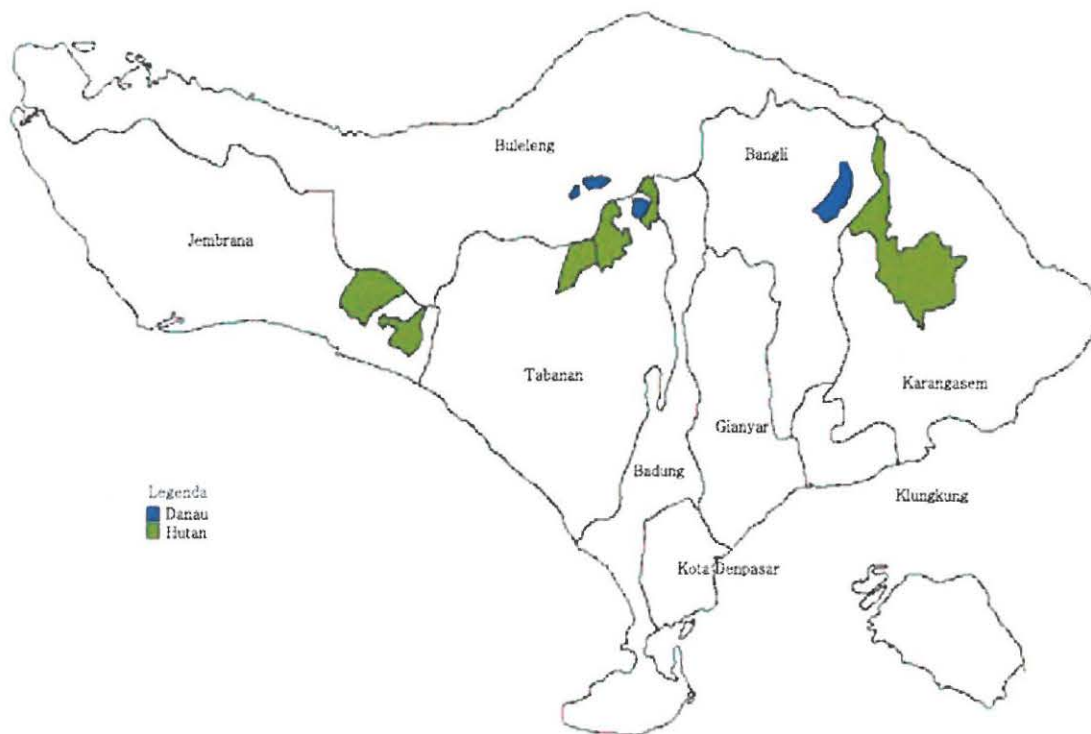 Buleleng
Bangli
Jembrana
Tabanan
Karangasem
Gianyar
Badung
Klungkung
Legenda
Danau
Hutan
Kota Denpasar